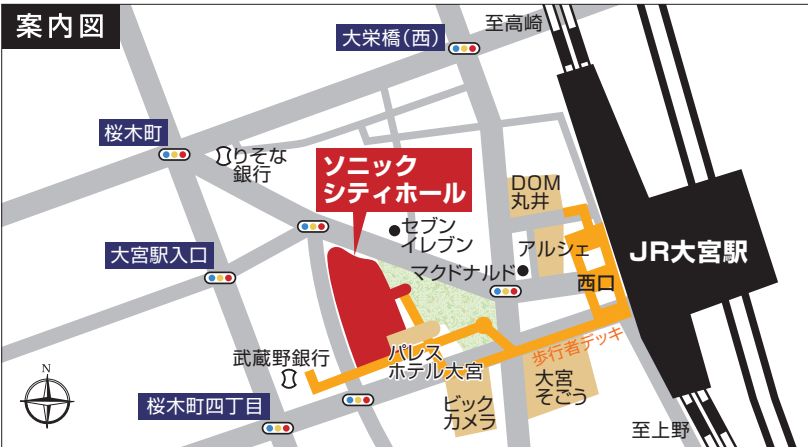 案内図
至高崎
大栄橋(西)
桜木町
りそな
銀行
ソニック
シティホール
DOM
丸井
セブン
イレブン
アルシェ
JR大宮駅
大宮駅入口
マクドナルド
西口
歩行者デッキ
武蔵野銀行
パレス
ホテル大宮
N
桜木町四丁目
ビック
カメラ
大宮
そごう
至上野